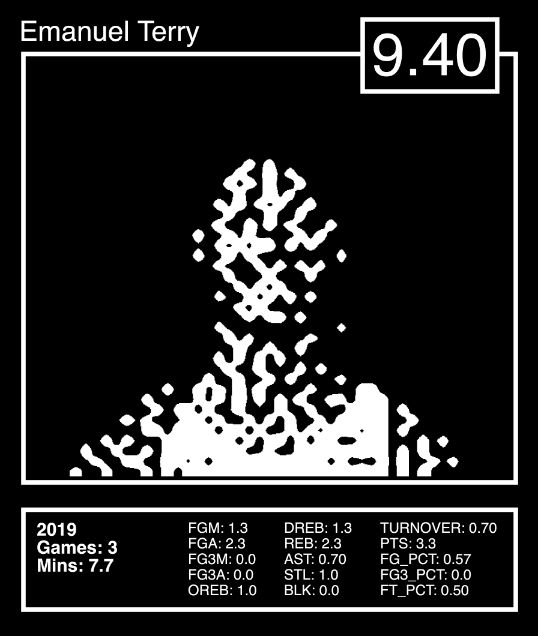 Emanuel Terry
9.40
2019
Games: 3
Mins: 7.7
FGM: 1.3
FGA: 2.3
FG3M: 0.0
FG3A: 0.0
OREB: 1.0
DREB: 1.3
REB: 2.3
AST: 0.70
STL: 1.0
BLK: 0.0
TURNOVER: 0.70
PTS: 3.3
FG_PCT: 0.57
FG3_PCT: 0.0
FT_PCT: 0.50